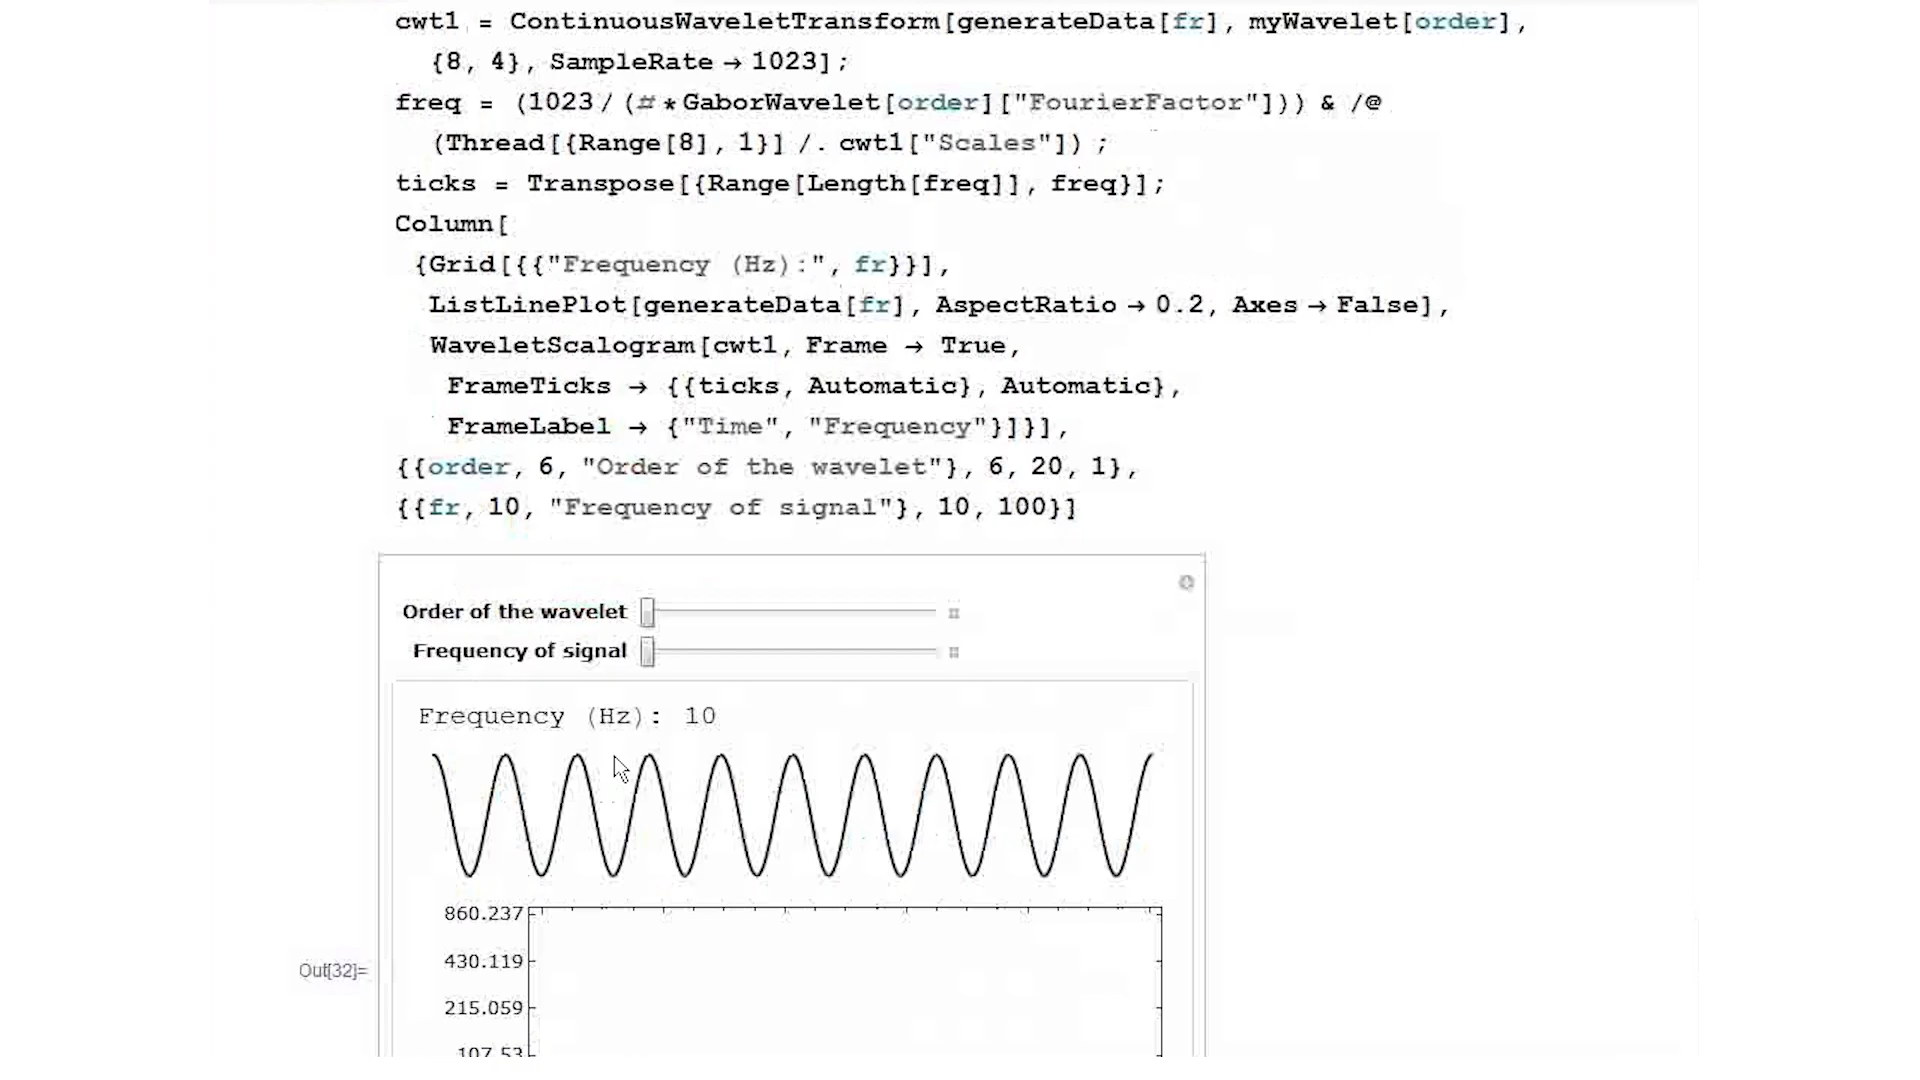 cwt1 = ContinuousWaveletTransform[generateData[fr], myWavelet[order],
{8, 4}, SampleRate → 1023];
freq = (1023 / (# * GaborWavelet[order]["FourierFactor"])) & /@
(Thread[{Range[8], 1}] /. cwt1["Scales"]) ;
ticks = Transpose[{Range[Length[freq]], freq}];
Column[
{Grid[{{"Frequency (Hz):", fr}}],
ListLinePlot[generateData[fr], AspectRatio → 0.2, Axes → False],
WaveletScalogram[cwt1, Frame → True,
FrameTicks → {{ticks, Automatic}, Automatic},
FrameLabel → {"Time", "Frequency"}]}],
{{order, 6, "Order of the wavelet"}, 6, 20, 1},
{{fr, 10, "Frequency of signal"}, 10, 100}]
Order of the wavelet
Frequency of signal
Frequency (Hz): 10
860.237
430.119
Out[32]=
215.059
107.53